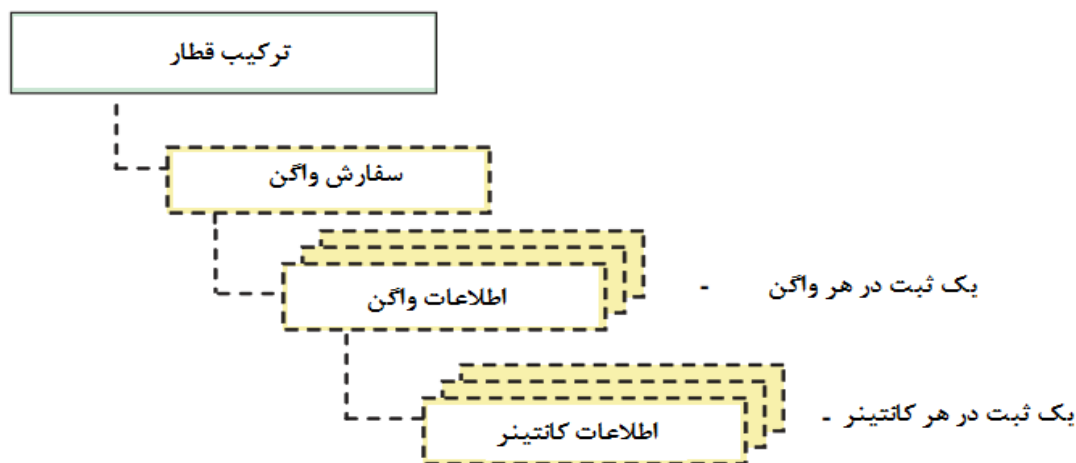 ترکیب قطار
سفارش واگن
اطلاعات واگن
یک ثبت در هر واگن -
اطلاعات کانتینر
یک ثبت در هر کانتینر -